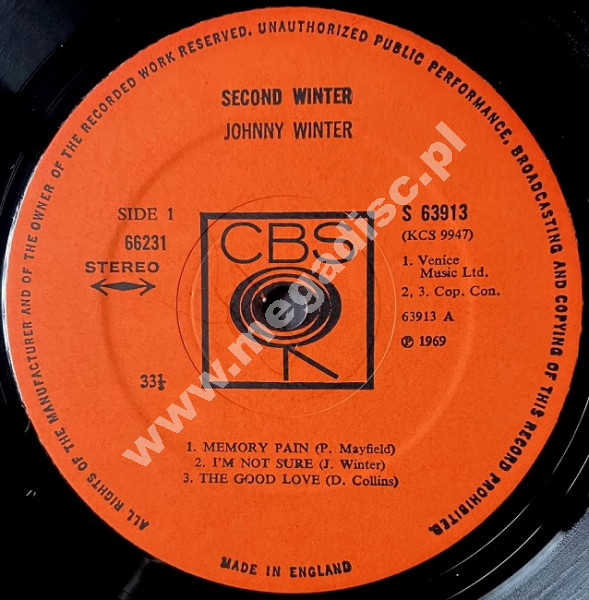 ALL RIGHTS OF THE MANUFACTURER AND OF THE OWNER OF THE RECORDED WORK RESERVED. UNAUTHORIZED PUBLIC PERFORMANCE, BROADCASTING AND COPYING OF THIS RECORD PROHIBITED.
SECOND WINTER
JOHNNY WINTER
SIDE 1
66231
STEREO
33⅓
CBS
S 63913
(KCS 9947)
1. Venice
Music Ltd.
2, 3. Cop. Con.
63913 A
℗ 1969
1. MEMORY PAIN (P. Mayfield)
2. I'M NOT SURE (J. Winter)
3. THE GOOD LOVE (D. Collins)
MADE IN ENGLAND
www.megadisc.pl